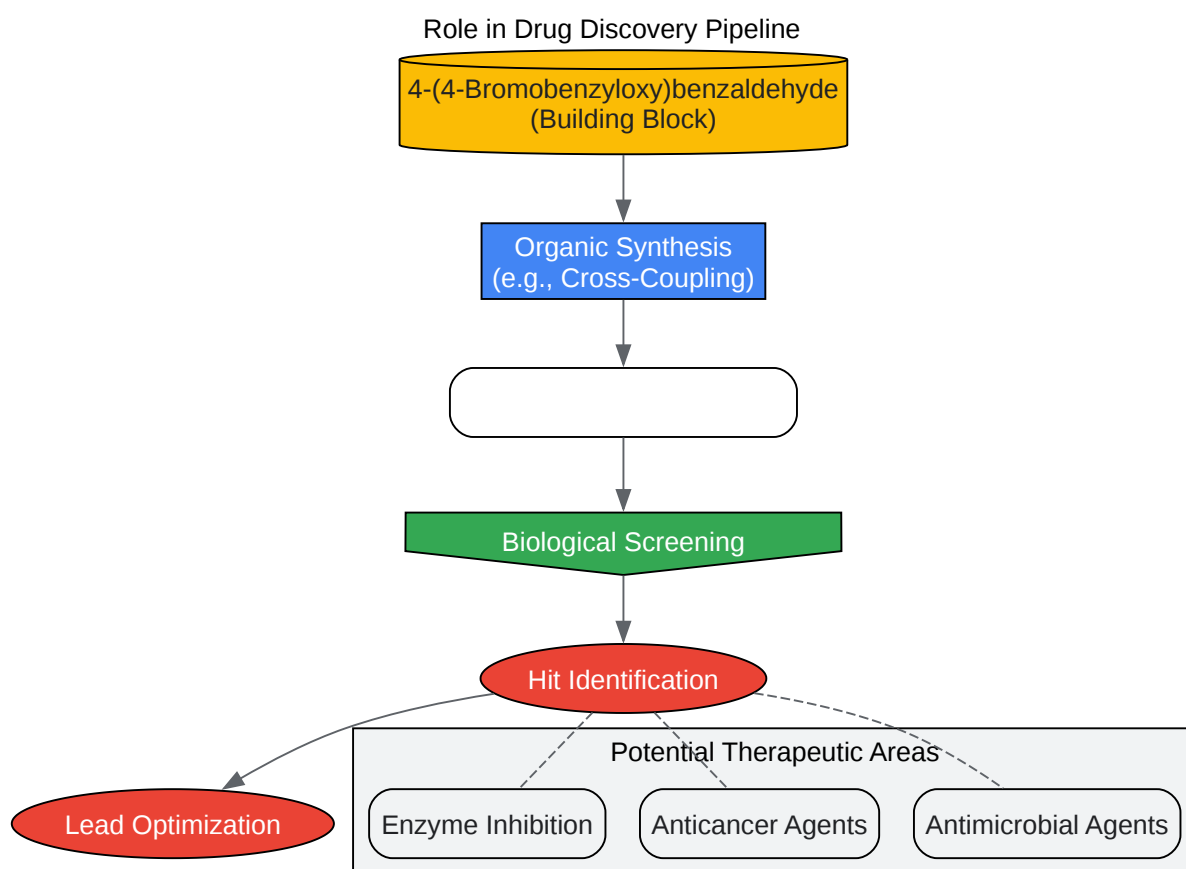 Role in Drug Discovery Pipeline
4-(4-Bromobenzyloxy)benzaldehyde
(Building Block)
Organic Synthesis
(e.g., Cross-Coupling)
Biological Screening
Hit Identification
Potential Therapeutic Areas
Lead Optimization
Enzyme Inhibition
Anticancer Agents
Antimicrobial Agents